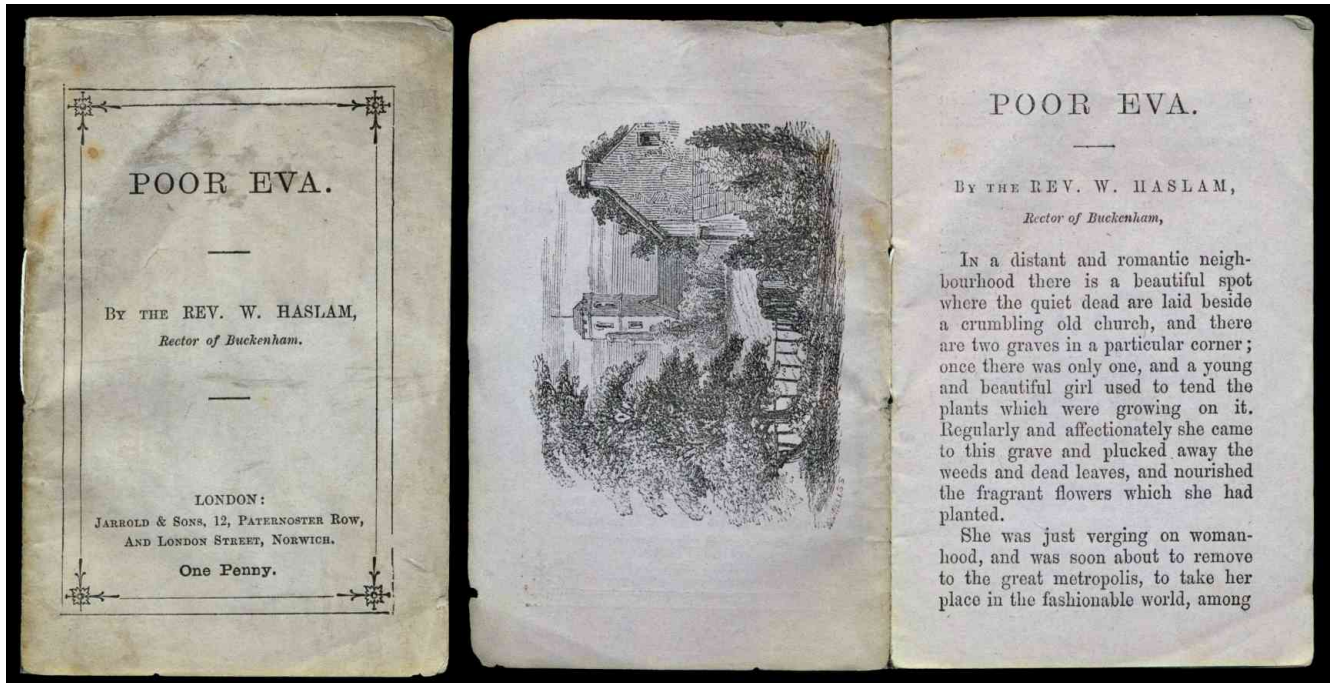 POOR EVA.
BY THE REV. W. HASLAM,
Rector of Buckenham.
LONDON:
JARROLD & SONS, 12, PATERNOSTER ROW,
AND LONDON STREET, NORWICH.
One Penny.
POOR EVA.
BY THE REV. W. HASLAM,
Rector of Buckenham,
IN a distant and romantic neigh-
bourhood there is a beautiful spot
where the quiet dead are laid beside
a crumbling old church, and there
are two graves in a particular corner;
once there was only one, and a young
and beautiful girl used to tend the
plants which were growing on it.
Regularly and affectionately she came
to this grave and plucked away the
weeds and dead leaves, and nourished
the fragrant flowers which she had
planted.
She was just verging on woman-
hood, and was soon about to remove
to the great metropolis, to take her
place in the fashionable world, among